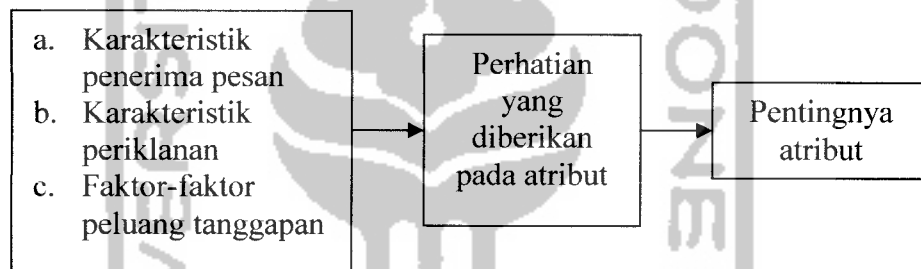 a. Karakteristik
penerima pesan
b. Karakteristik
periklanan
c. Faktor-faktor
peluang tanggapan
Perhatian
yang
diberikan
pada atribut
Pentingnya
atribut